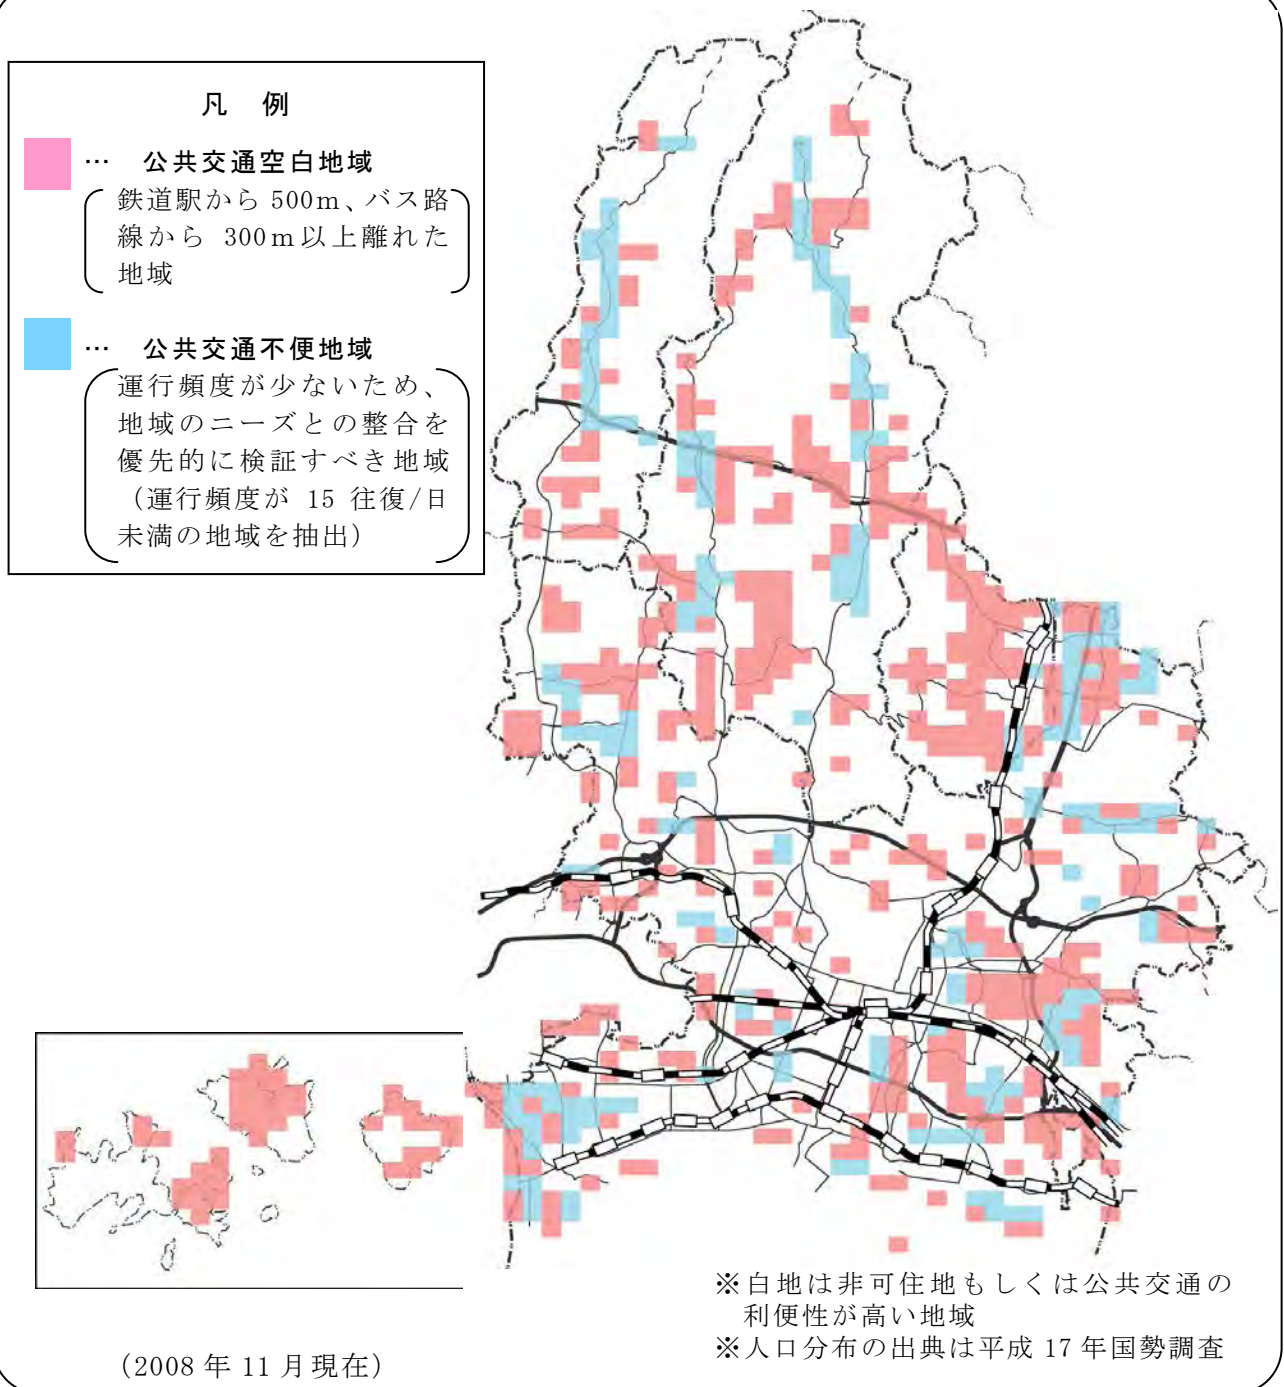 凡 例
… 公共交通空白地域
鉄道駅から 500m、バス路
線から 300m以上離れた
地域
… 公共交通不便地域
運行頻度が少ないため、
地域のニーズとの整合を
優先的に検証すべき地域
（運行頻度が 15 往復/日
未満の地域を抽出）
※白地は非可住地もしくは公共交通の
利便性が高い地域
※人口分布の出典は平成 17 年国勢調査
（2008 年 11 月現在）